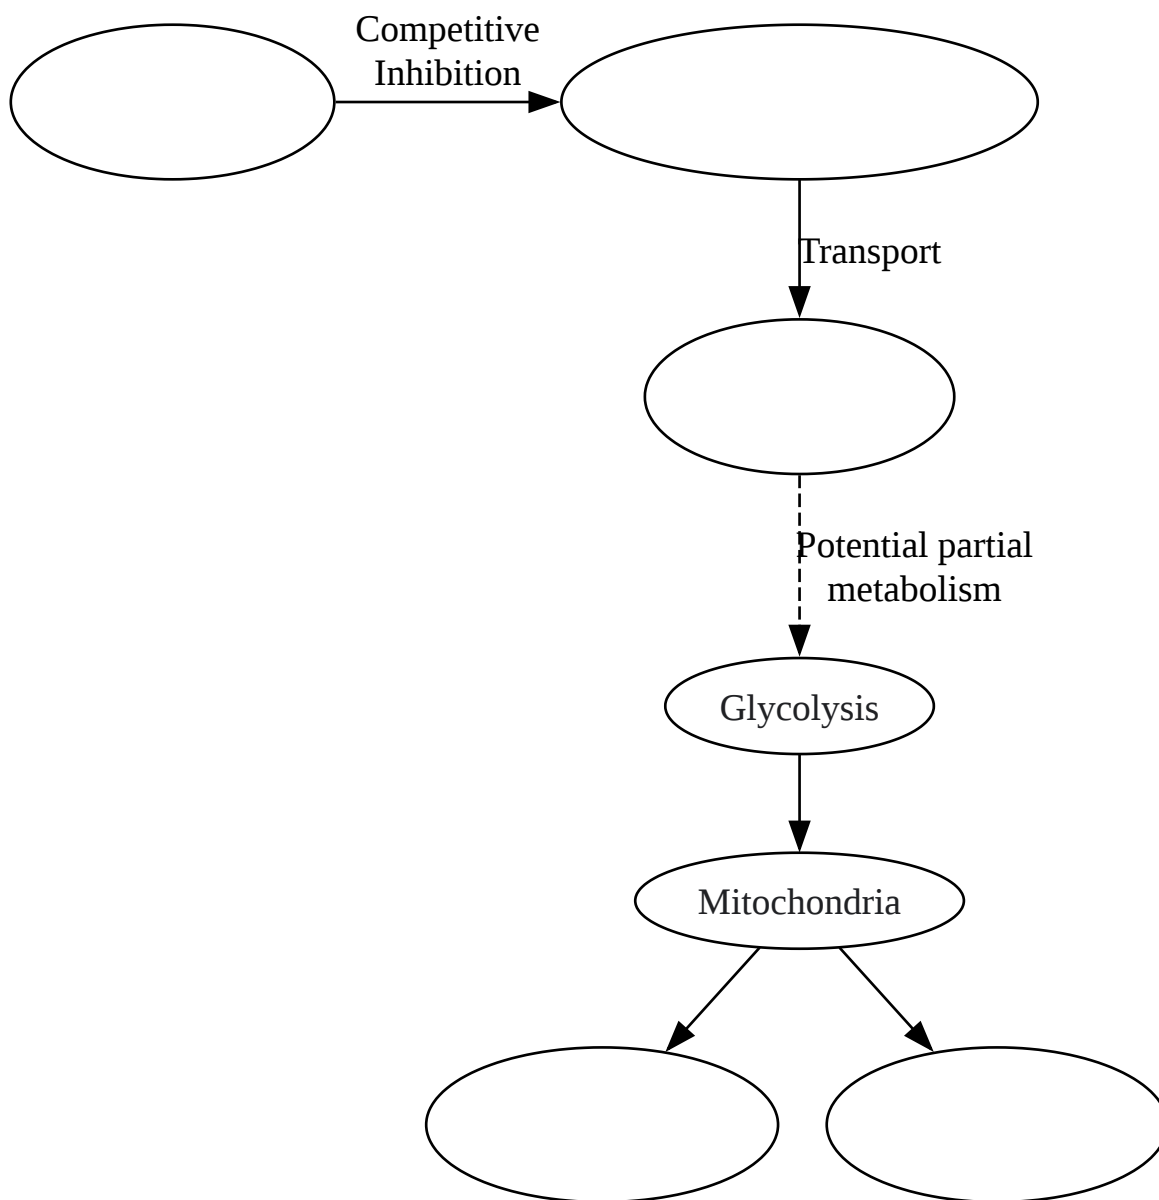 Competitive
Inhibition
Transport
Potential partial
metabolism
Glycolysis
Mitochondria